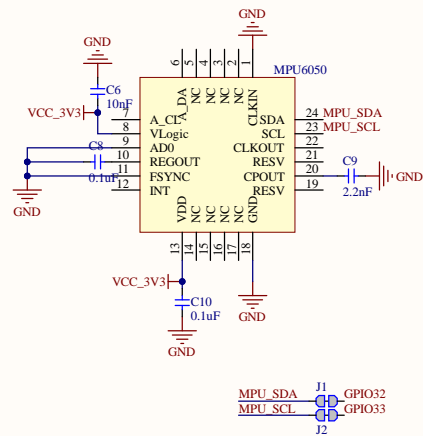 GND
GND
MPU6050
6 5 4 3 2 1
A_DA NC NC NC NC CLKIN
C6
10nF
VCC_3V3
7 A_CL SDA 24 MPU_SDA
8 VLogic SCL 23 MPU_SCL
9 AD0 CLKOUT 22
C8
10 REGOUT RESV 21
0.1uF
11 FSYNC CPOUT 20
12 INT RESV 19
C9
2.2nF
GND
GND
VDD NC NC NC NC GND
13 14 15 16 17 18
VCC_3V3
C10
0.1uF
GND
GND
J1
MPU_SDA GPIO32
MPU_SCL GPIO33
J2